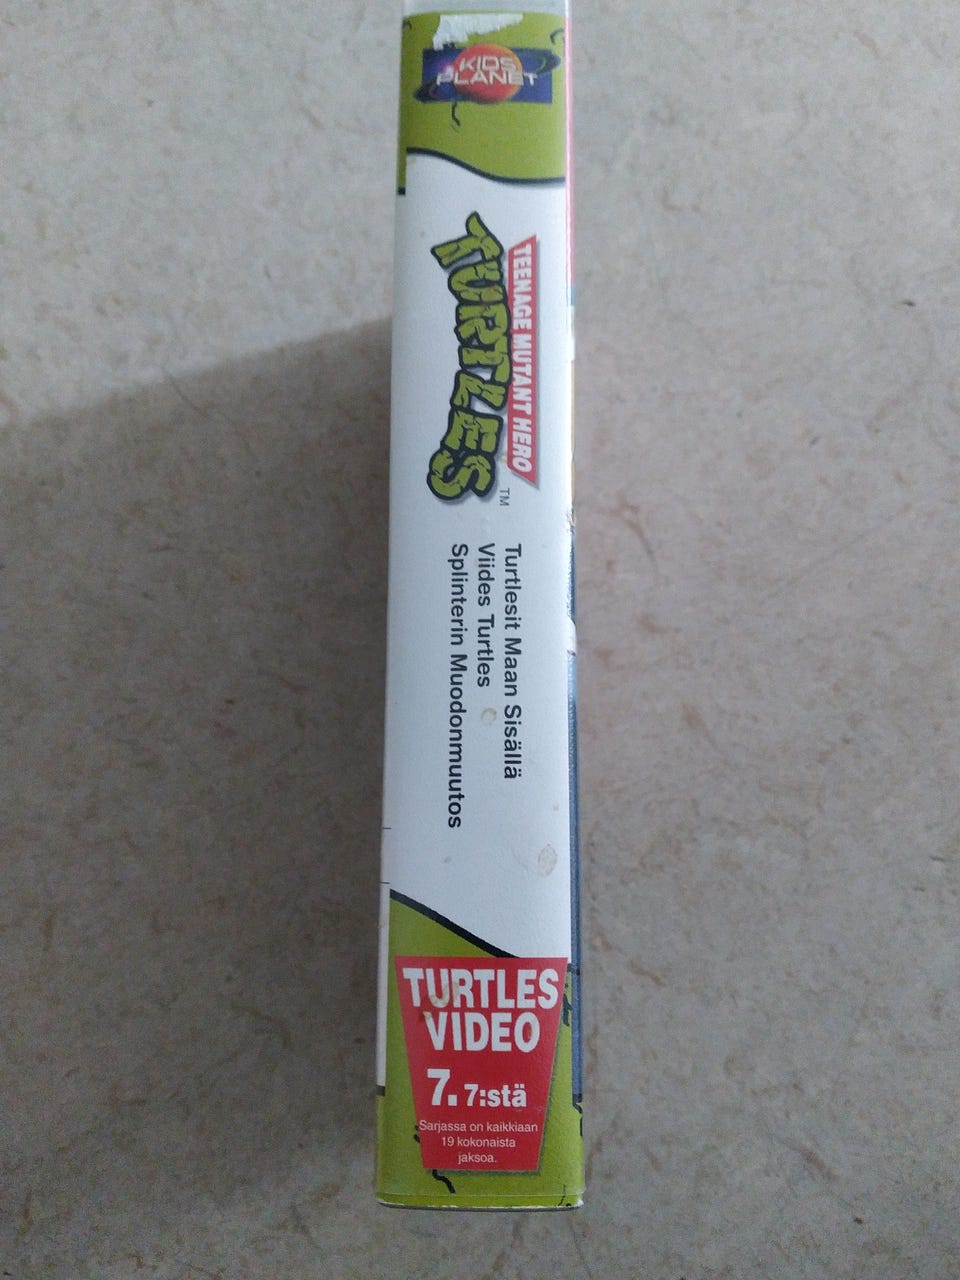 KIDS
PLANET
TEENAGE MUTANT HERO
TURTLES
TM
Turtlesit Maan Sisällä
Viides Turtles
Splinterin Muodonmuutos
TURTLES
VIDEO
7. 7:stä
Sarjassa on kaikkiaan
19 kokonaista
jaksoa.